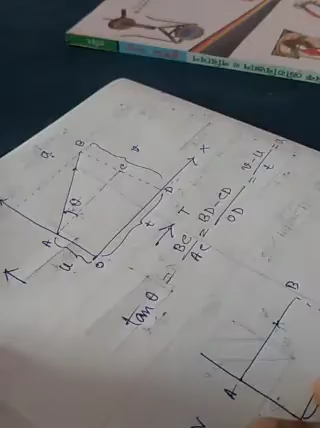 B
a
v
C
θ
A
u
O
t
D
X
T
tan θ = BC/AC = BD-CD/OD = v-u/t = a
A
B